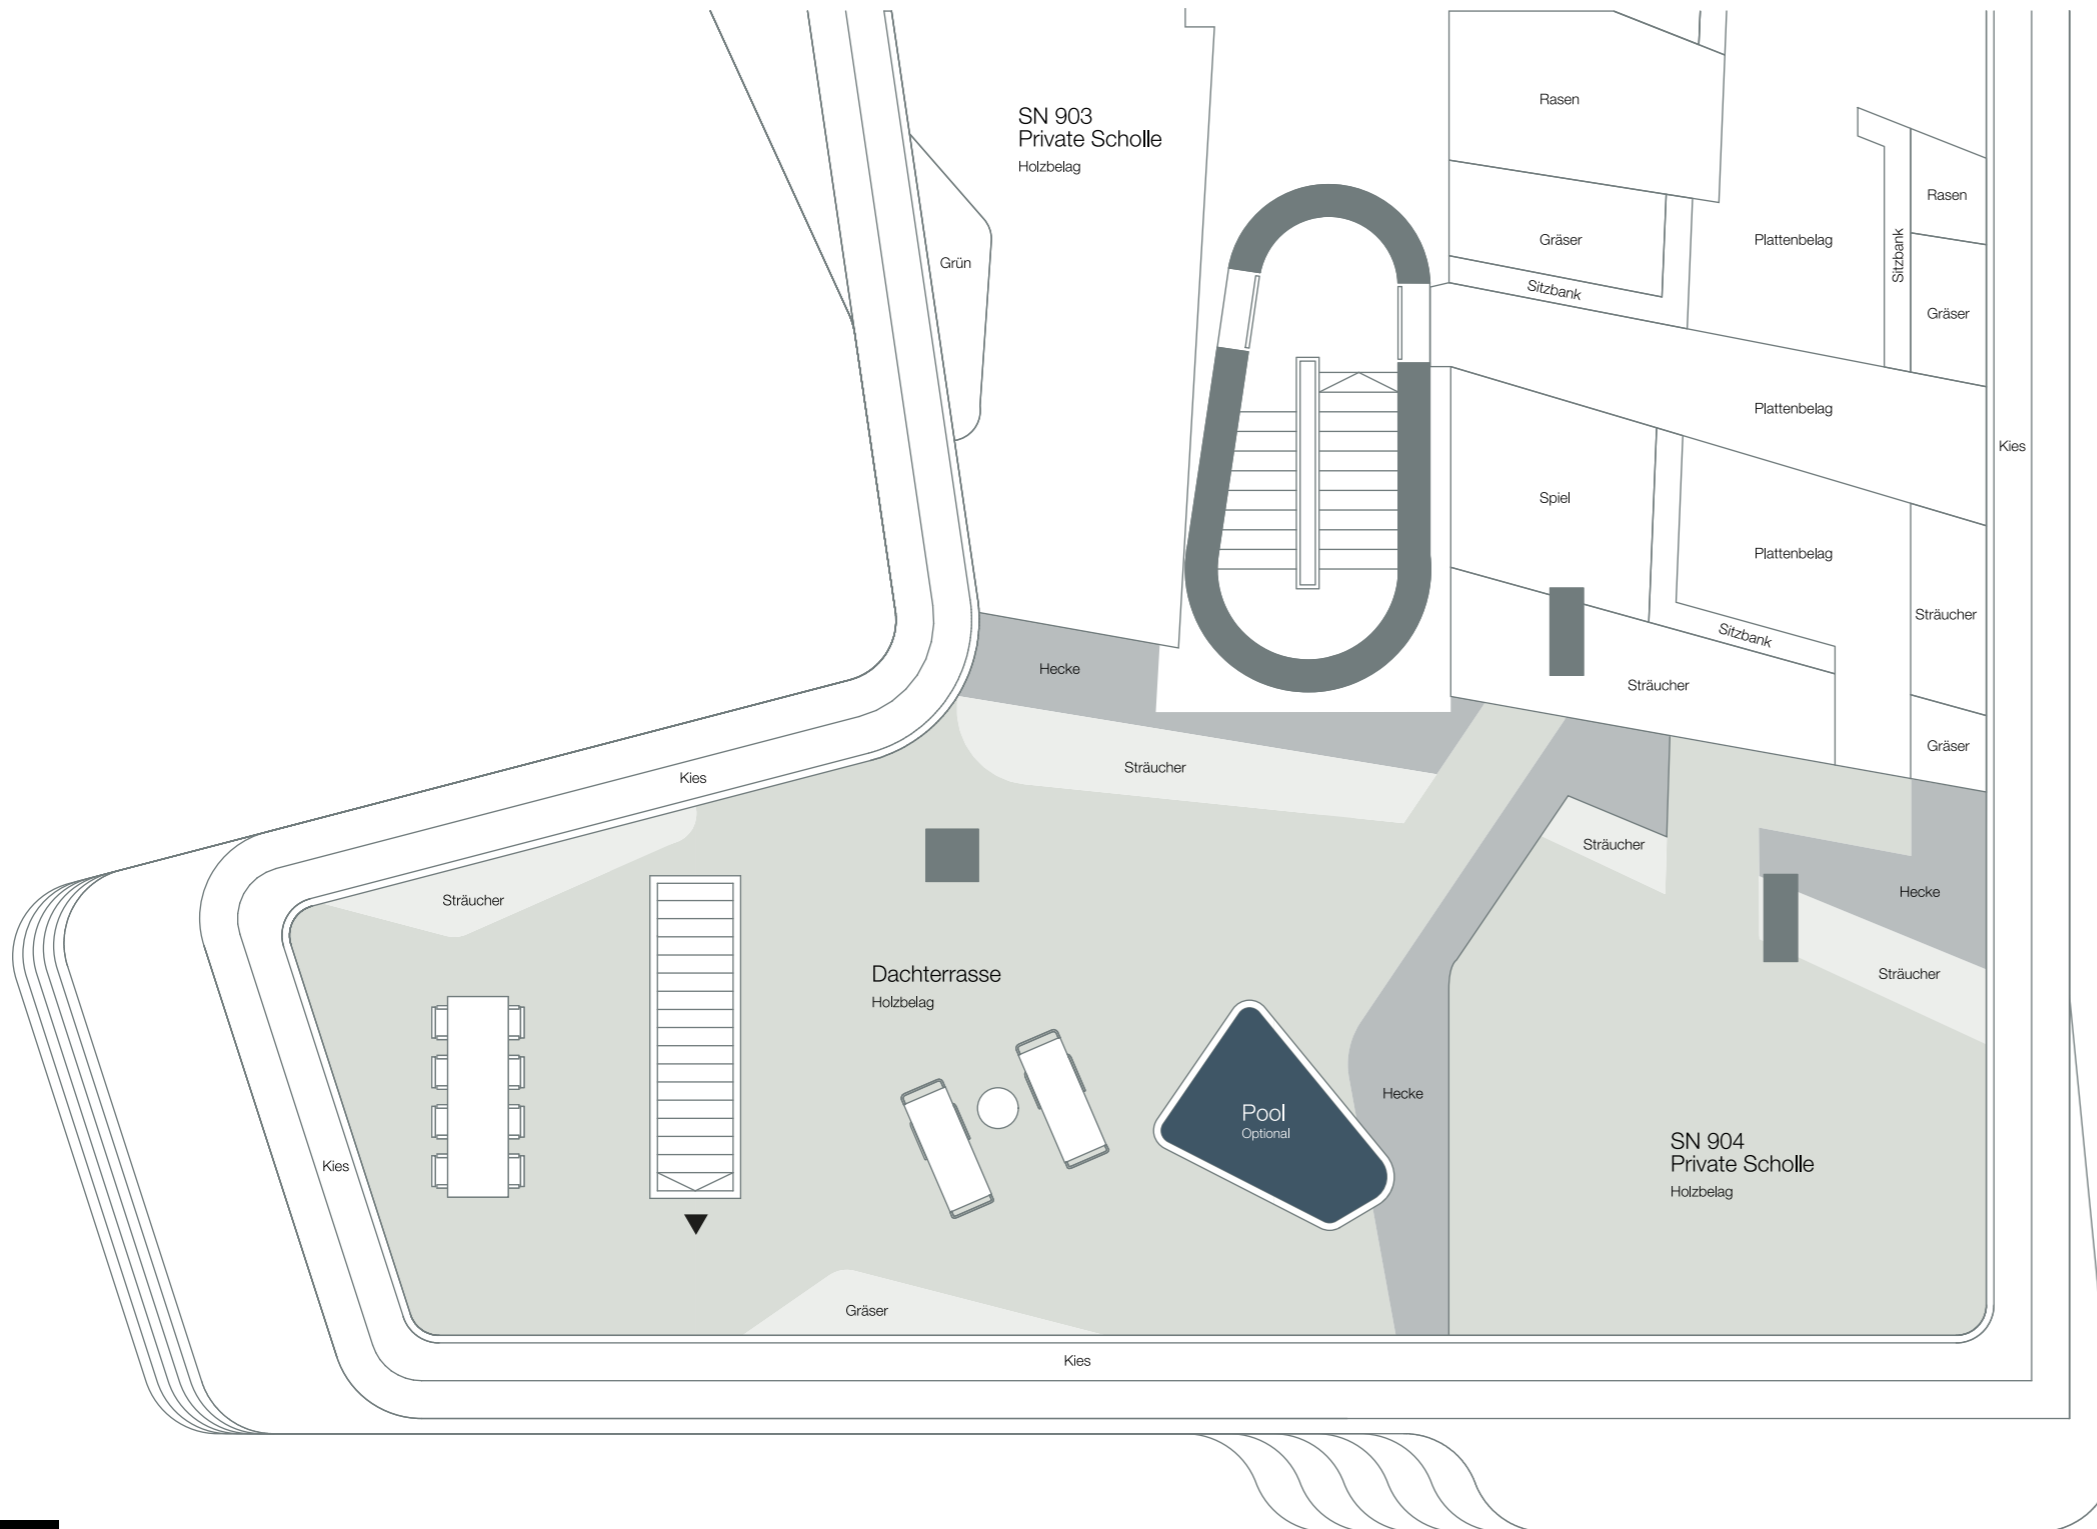 Rasen
SN 903
Private Scholle
Holzbelag
Rasen
Gräser
Plattenbelag
Sitzbank
Grün
Sitzbank
Gräser
Plattenbelag
Kies
Spiel
Plattenbelag
Sträucher
Sitzbank
Hecke
Sträucher
Gräser
Sträucher
Kies
Sträucher
Hecke
Sträucher
Dachterrasse
Holzbelag
Sträucher
Hecke
Pool
Optional
SN 904
Private Scholle
Holzbelag
Kies
Gräser
Kies